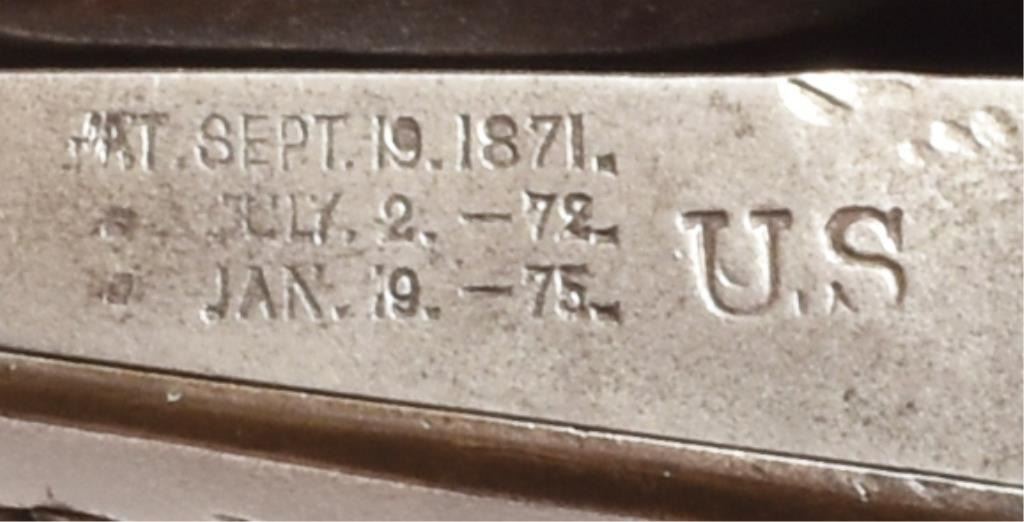 PAT. SEPT. 19. 1871.
" JULY. 2. – 72.
" JAN. 19. – 75.
U.S